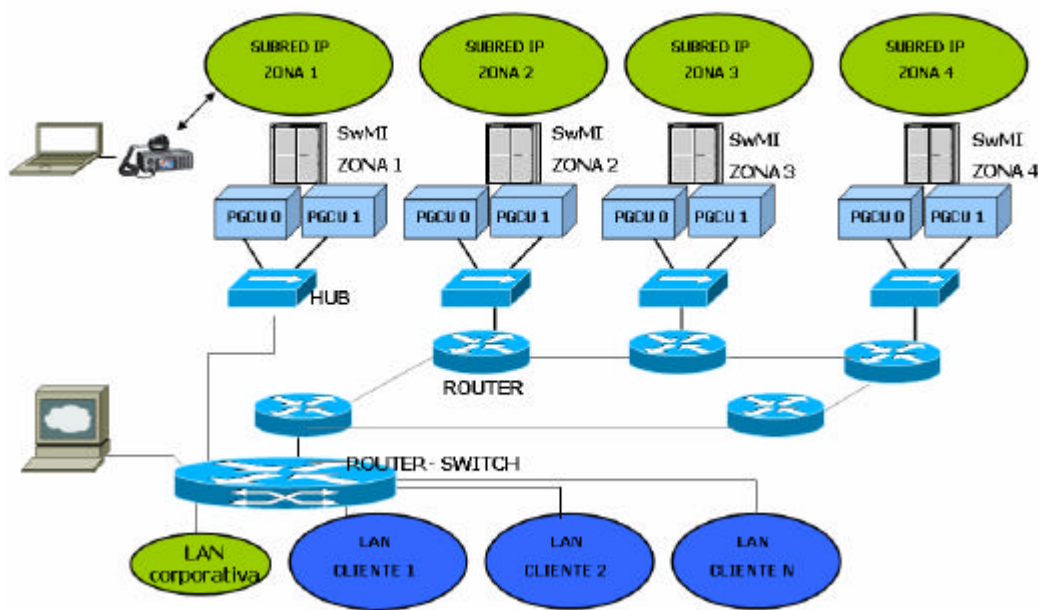 SUBRED IP
ZONA 1
SUBRED IP
ZONA 2
SUBRED IP
ZONA 3
SUBRED IP
ZONA 4
SwMI
ZONA 1
SwMI
ZONA 2
SwMI
ZONA 3
SwMI
ZONA 4
PGCU 0
PGCU 1
PGCU 0
PGCU 1
PGCU 0
PGCU 1
PGCU 0
PGCU 1
HUB
ROUTER
ROUTER- SWITCH
LAN
corporativa
LAN
CLIENTE 1
LAN
CLIENTE 2
LAN
CLIENTE N